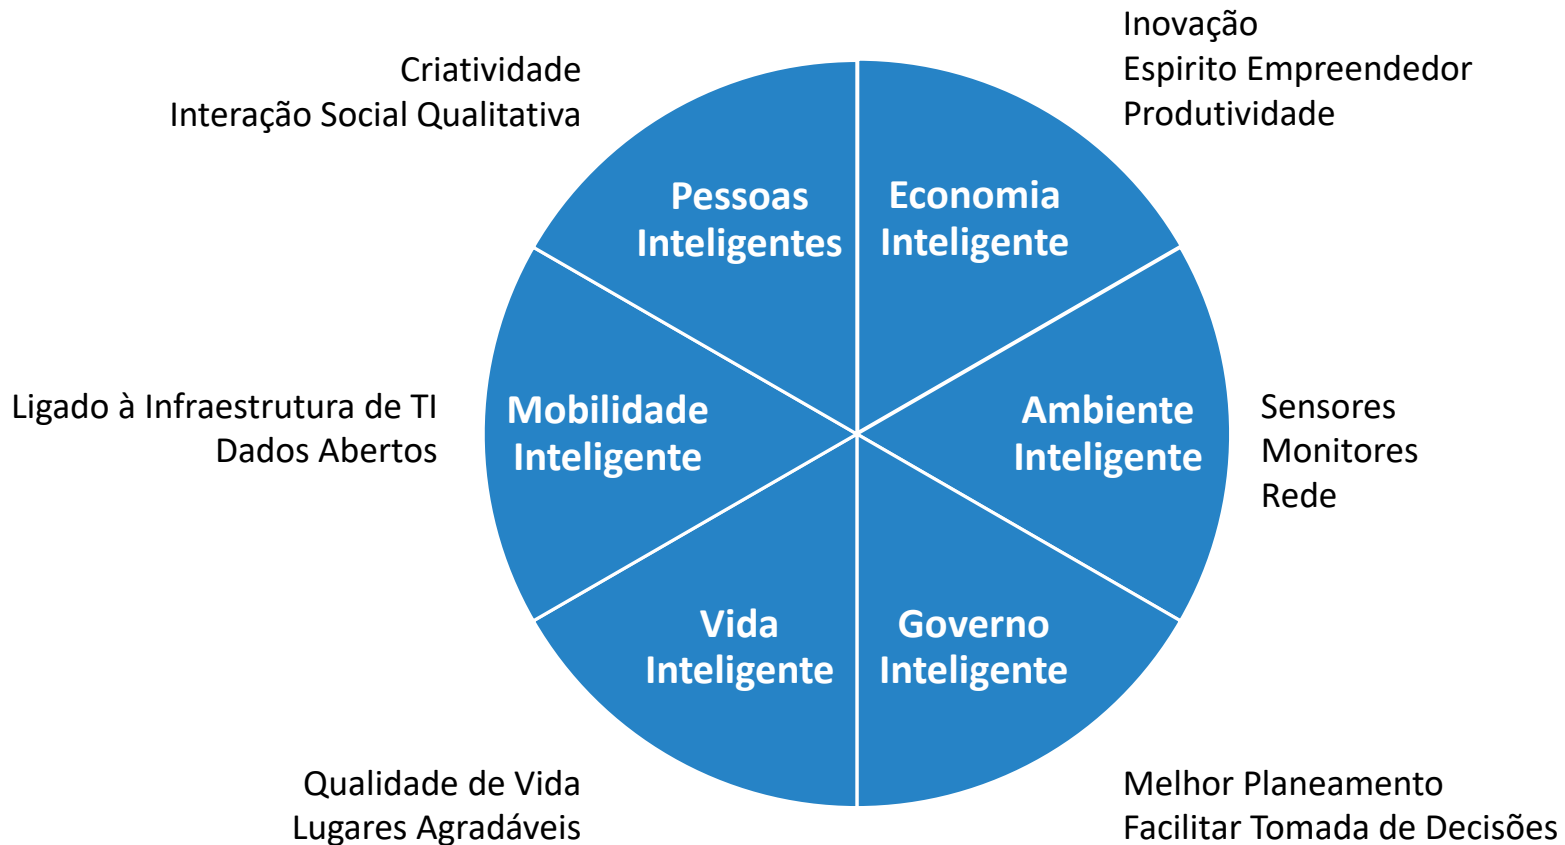 Inovação
Espirito Empreendedor
Produtividade
Criatividade
Interação Social Qualitativa
Pessoas
Inteligentes
Economia
Inteligente
Ligado à Infraestrutura de TI
Dados Abertos
Mobilidade
Inteligente
Ambiente
Inteligente
Sensores
Monitores
Rede
Vida
Inteligente
Governo
Inteligente
Qualidade de Vida
Lugares Agradáveis
Melhor Planeamento
Facilitar Tomada de Decisões